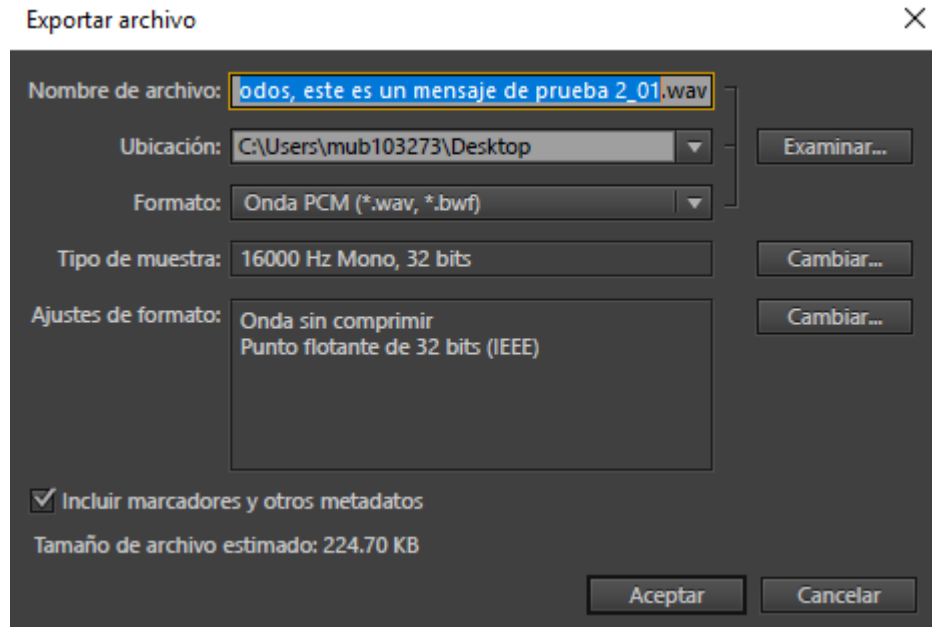 Exportar archivo
Nombre de archivo: odos, este es un mensaje de prueba 2_01.wav
Ubicación: C:\Users\mub103273\Desktop Examinar...
Formato: Onda PCM (*.wav, *.bwf)
Tipo de muestra: 16000 Hz Mono, 32 bits Cambiar...
Ajustes de formato: Onda sin comprimir Cambiar...
Punto flotante de 32 bits (IEEE)
Incluir marcadores y otros metadatos
Tamaño de archivo estimado: 224.70 KB
Aceptar Cancelar